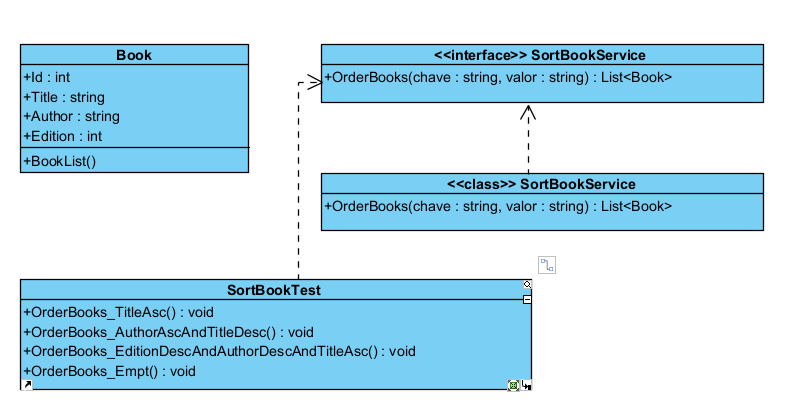 Book
+Id : int
+Title : string
+Author : string
+Edition : int
+BookList()
<<interface>> SortBookService
+OrderBooks(chave : string, valor : string) : List<Book>
<<class>> SortBookService
+OrderBooks(chave : string, valor : string) : List<Book>
SortBookTest
+OrderBooks_TitleAsc() : void
+OrderBooks_AuthorAscAndTitleDesc() : void
+OrderBooks_EditionDescAndAuthorDescAndTitleAsc() : void
+OrderBooks_Empt() : void